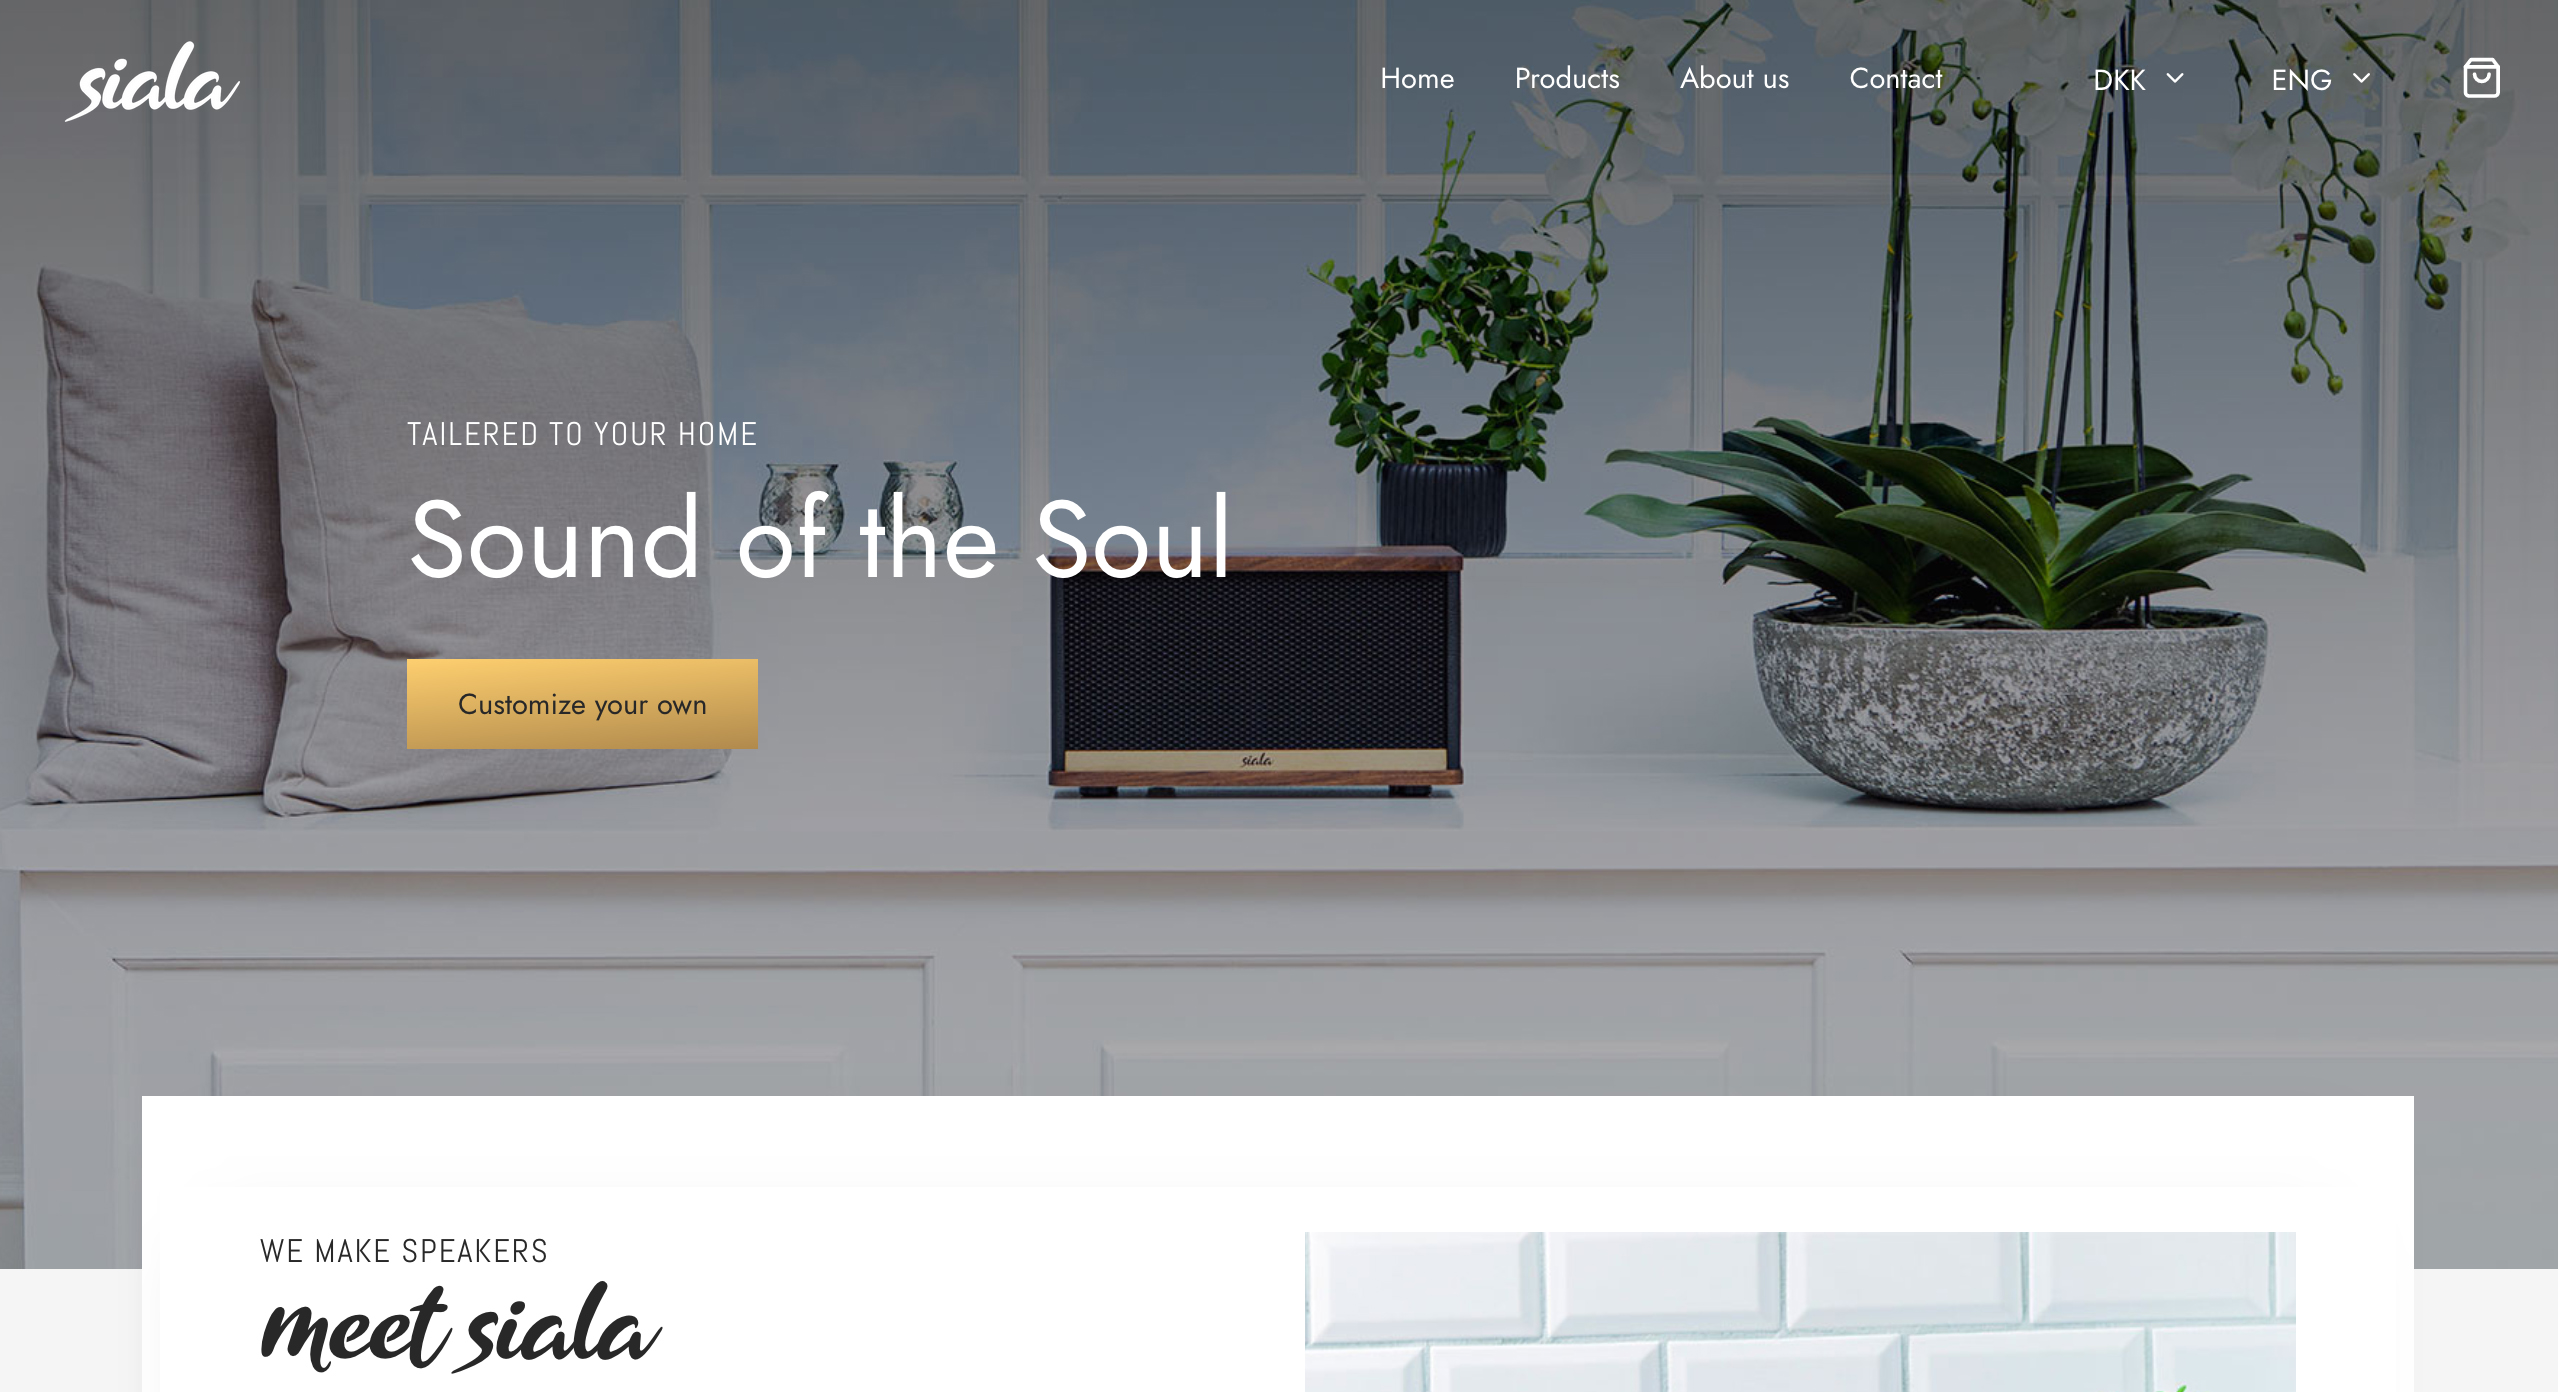 siala
Home Products About us Contact DKK ENG
TAILERED TO YOUR HOME
Sound of the Soul
Customize your own
siala
WE MAKE SPEAKERS
meet siala